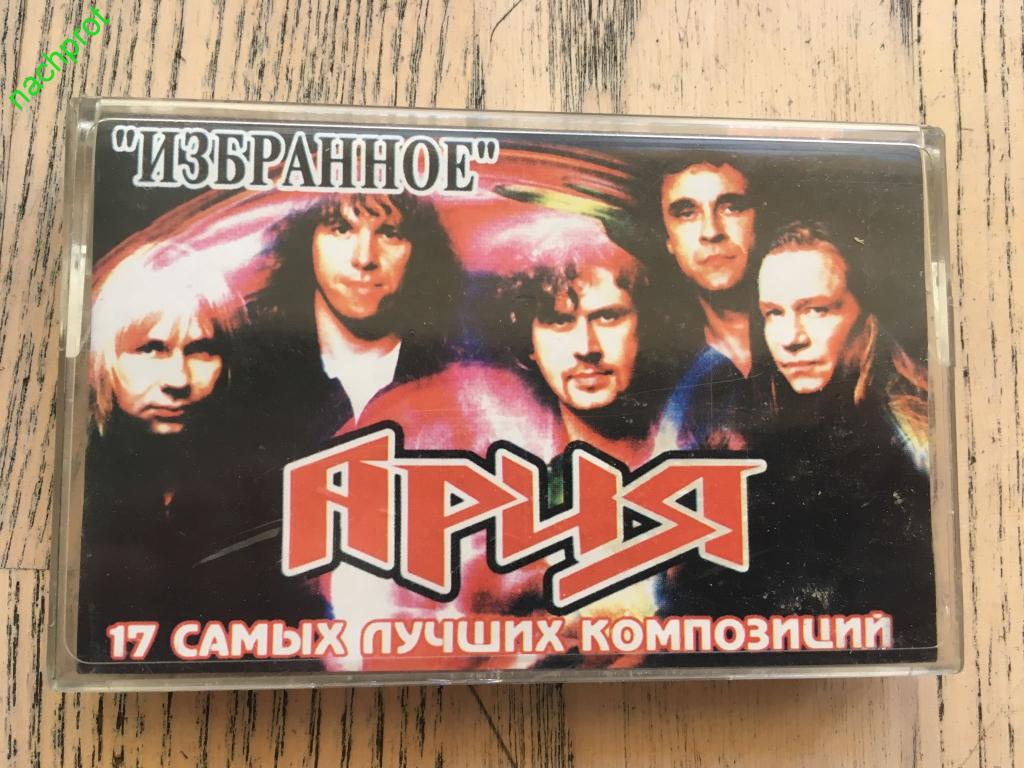 nachprot
"ИЗБРАННОЕ"
АРИЯ
17 САМЫХ ЛУЧШИХ КОМПОЗИЦИЙ